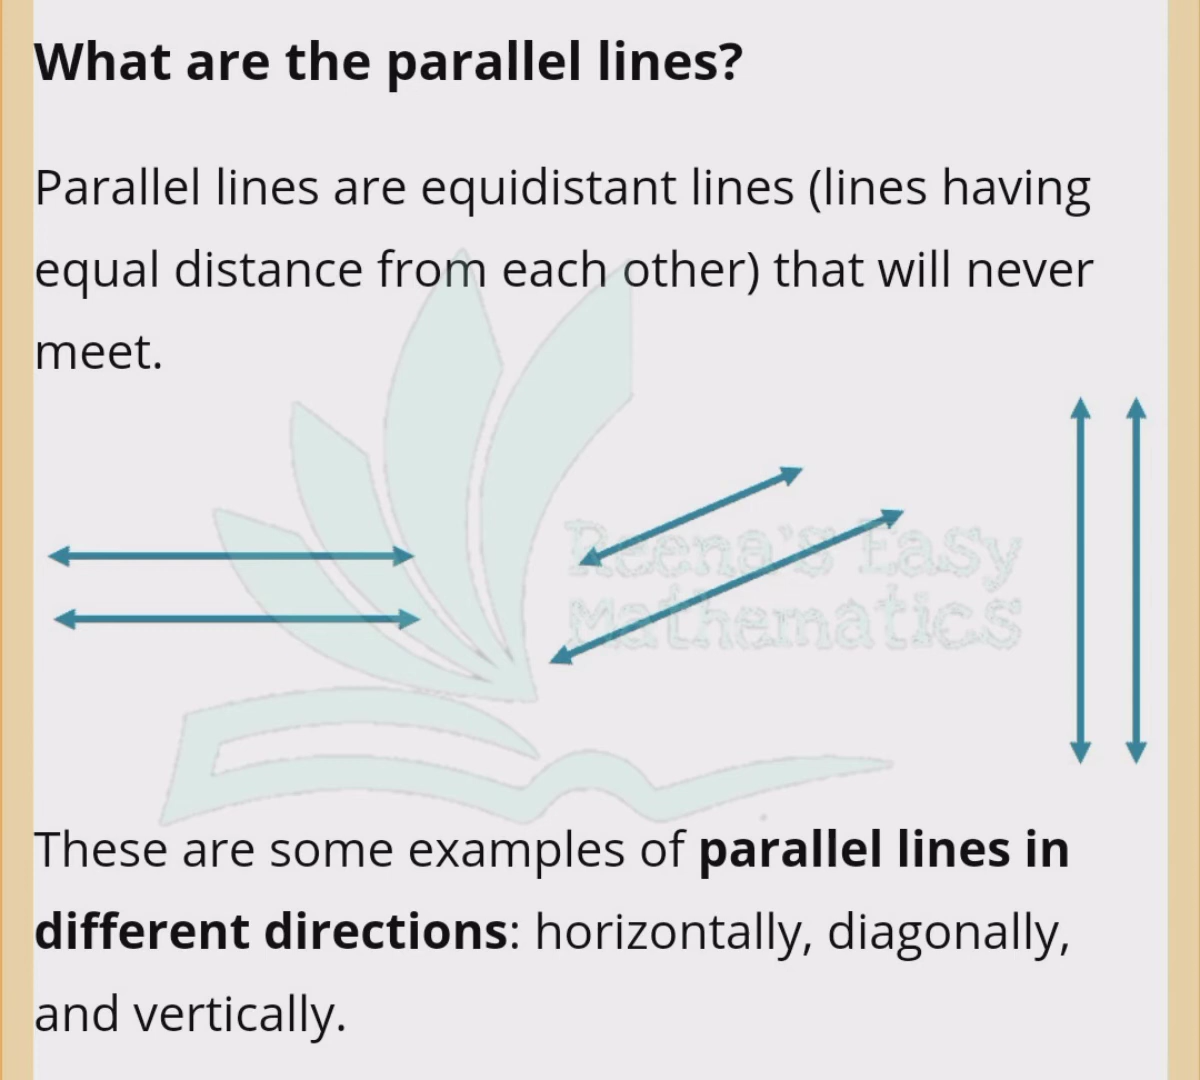 What are the parallel lines?
Parallel lines are equidistant lines (lines having
equal distance from each other) that will never
meet.
Reena's Easy
Mathematics
These are some examples of parallel lines in
different directions: horizontally, diagonally,
and vertically.